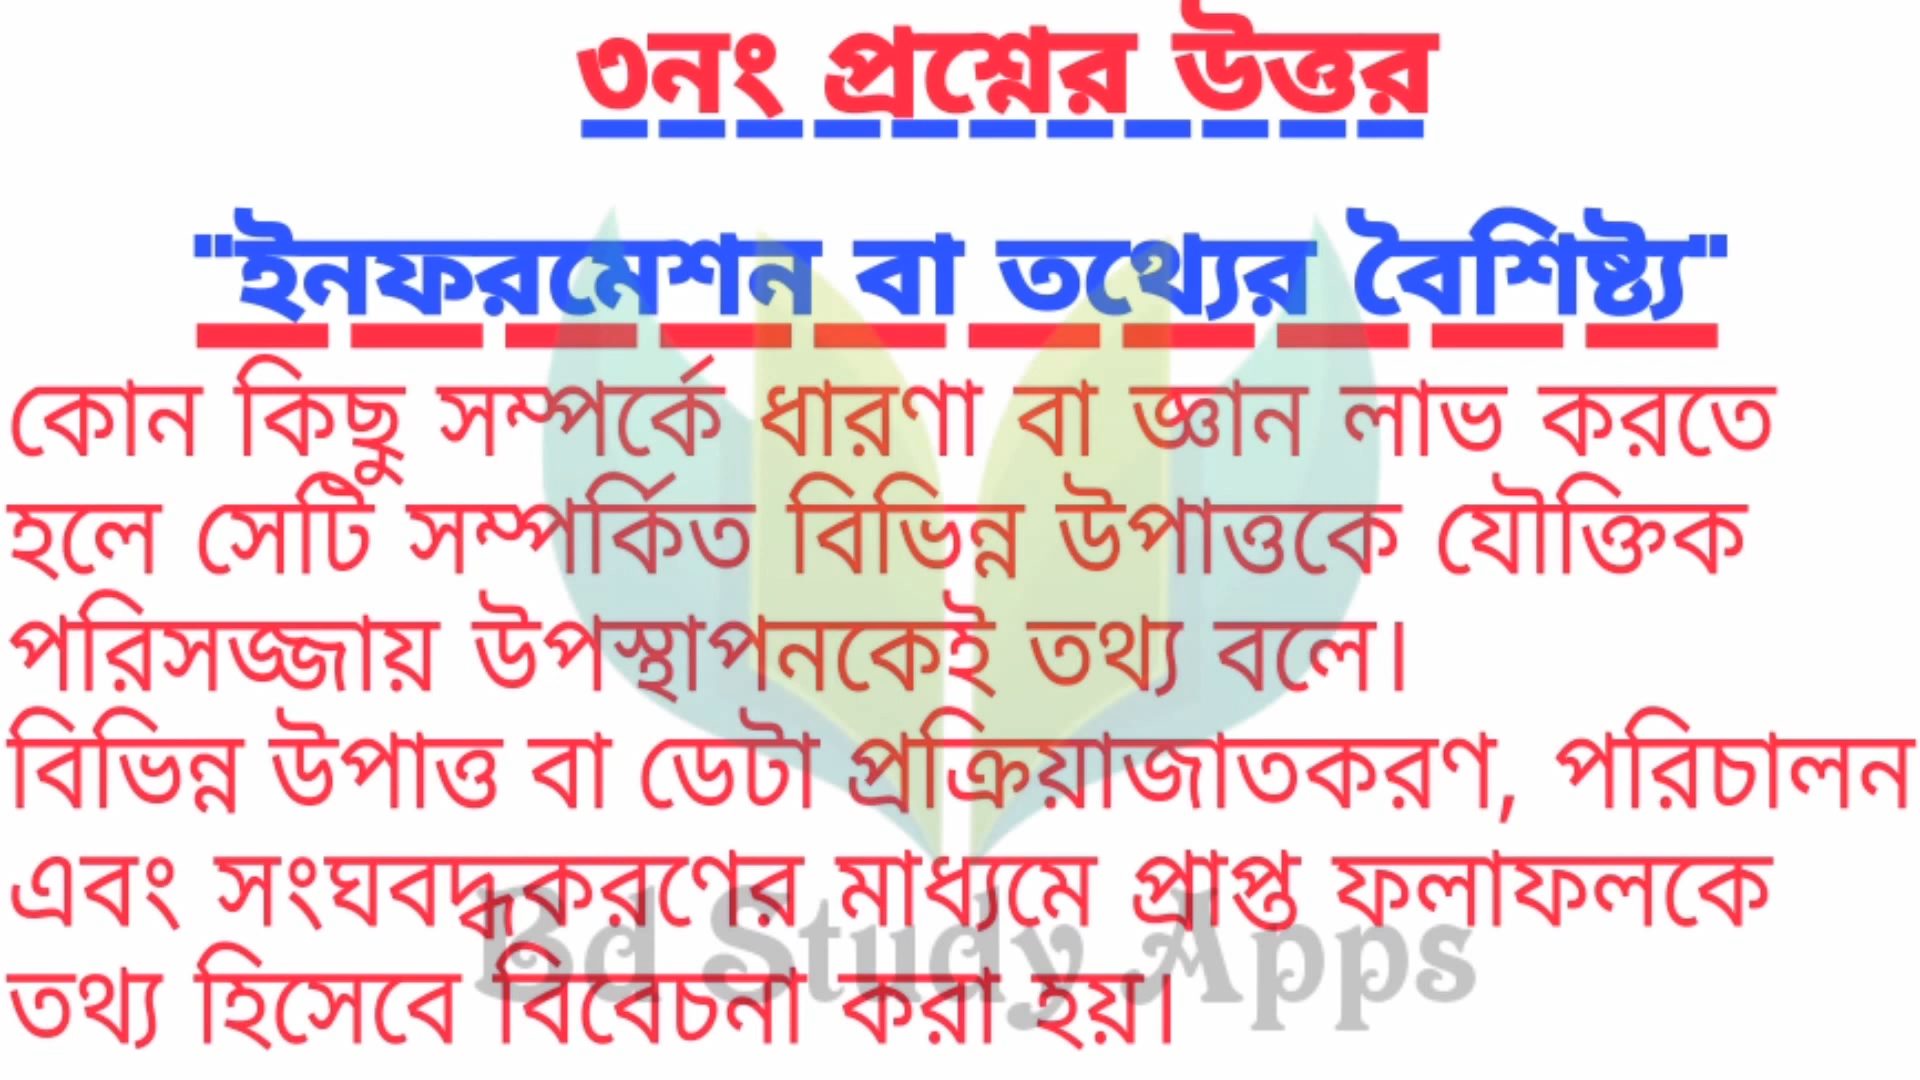 ৩নং প্রশ্নের উত্তর
"ইনফরমেশন বা তথ্যের বৈশিষ্ট্য"
কোন কিছু সম্পর্কে ধারণা বা জ্ঞান লাভ করতে
হলে সেটি সম্পর্কিত বিভিন্ন উপাত্তকে যৌক্তিক
পরিসজ্জায় উপস্থাপনকেই তথ্য বলে।
বিভিন্ন উপাত্ত বা ডেটা প্রক্রিয়াজাতকরণ, পরিচালন
এবং সংঘবদ্ধকরণের মাধ্যমে প্রাপ্ত ফলাফলকে
তথ্য হিসেবে বিবেচনা করা হয়।
Bd Study Apps